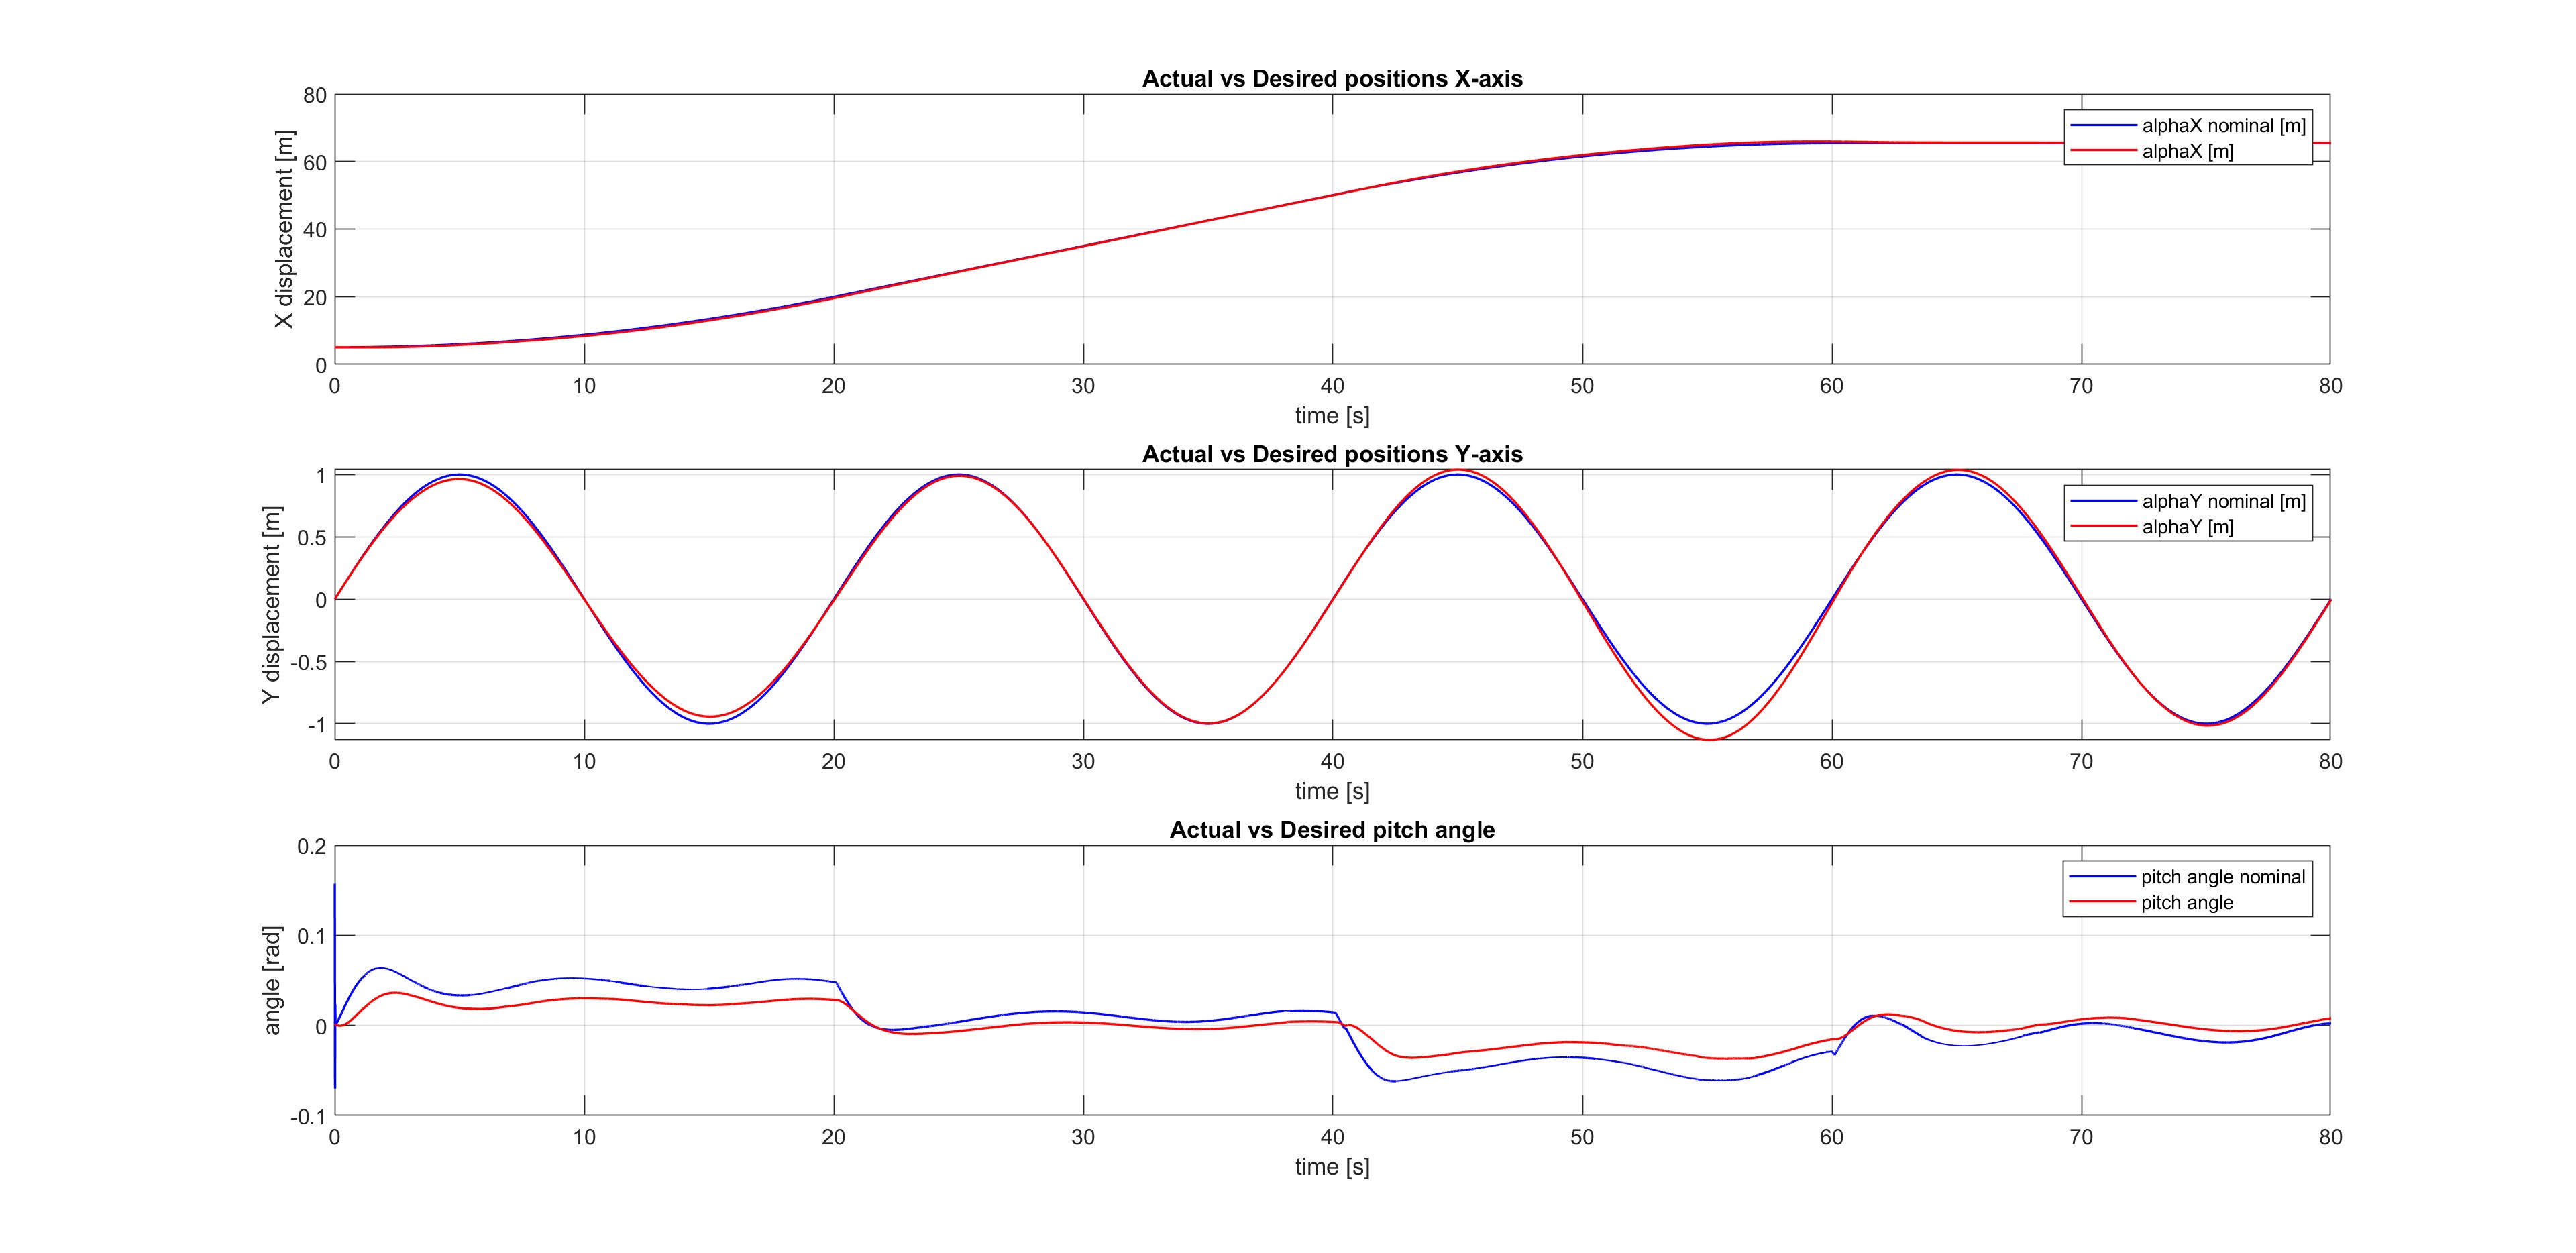 Actual vs Desired positions X-axis
80
60
40
20
0
X displacement [m]
alphaX nominal [m]
alphaX [m]
0 10 20 30 40 50 60 70 80
time [s]
Actual vs Desired positions Y-axis
1
0.5
0
-0.5
-1
Y displacement [m]
alphaY nominal [m]
alphaY [m]
0 10 20 30 40 50 60 70 80
time [s]
Actual vs Desired pitch angle
0.2
0.1
0
-0.1
angle [rad]
pitch angle nominal
pitch angle
0 10 20 30 40 50 60 70 80
time [s]